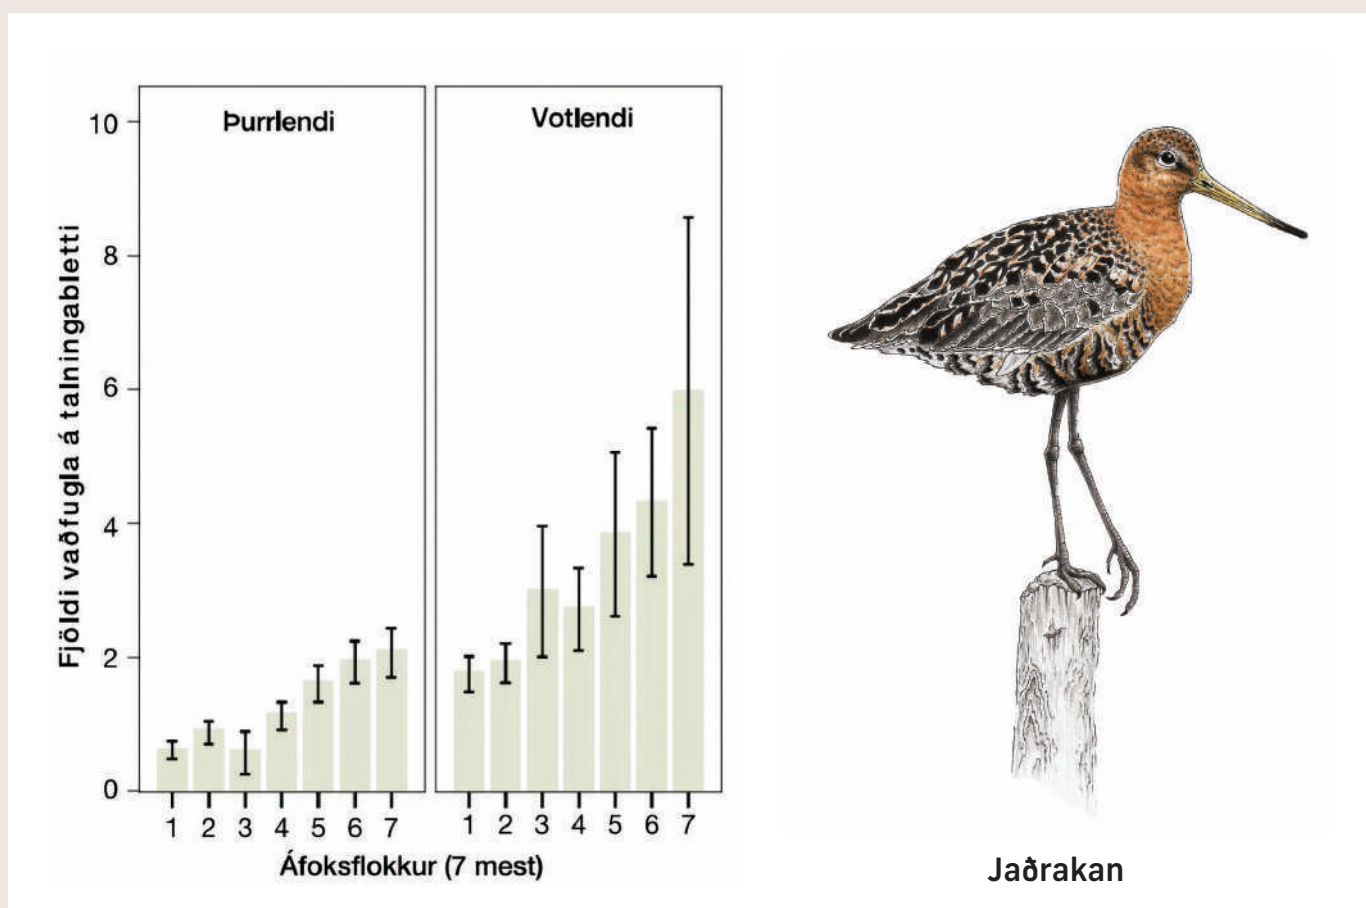 Þurrlendi
Votlendi
Fjöldi vaðfugla á talningabletti
10
8
6
4
2
0
1 2 3 4 5 6 7
1 2 3 4 5 6 7
Áfoksflokkur (7 mest)
Jaðrakan